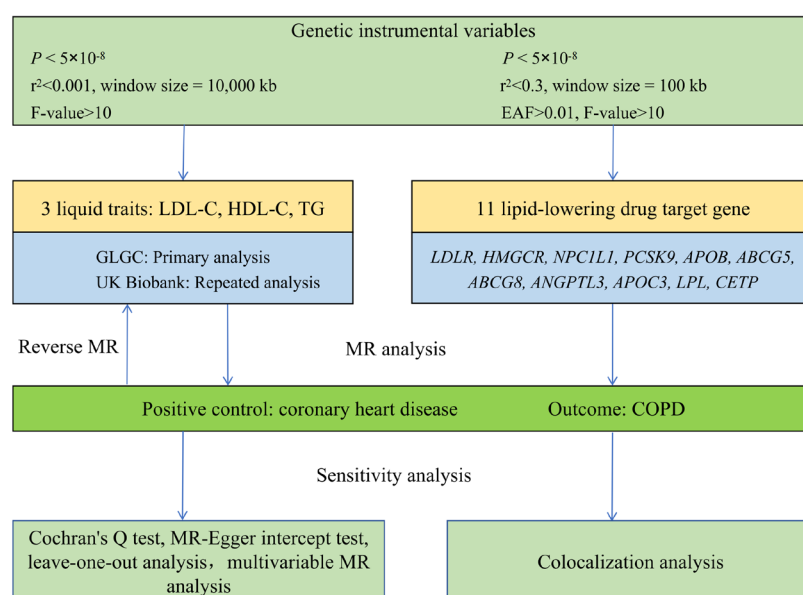 Genetic instrumental variables
P < 5×10⁻⁸
r²<0.001, window size = 10,000 kb
F-value>10
P < 5×10⁻⁸
r²<0.3, window size = 100 kb
EAF>0.01, F-value>10
3 liquid traits: LDL-C, HDL-C, TG
GLGC: Primary analysis
UK Biobank: Repeated analysis
11 lipid-lowering drug target gene
LDLR, HMGCR, NPC1L1, PCSK9, APOB, ABCG5,
ABCG8, ANGPTL3, APOC3, LPL, CETP
Reverse MR
MR analysis
Positive control: coronary heart disease
Outcome: COPD
Sensitivity analysis
Cochran's Q test, MR-Egger intercept test,
leave-one-out analysis，multivariable MR
analysis
Colocalization analysis